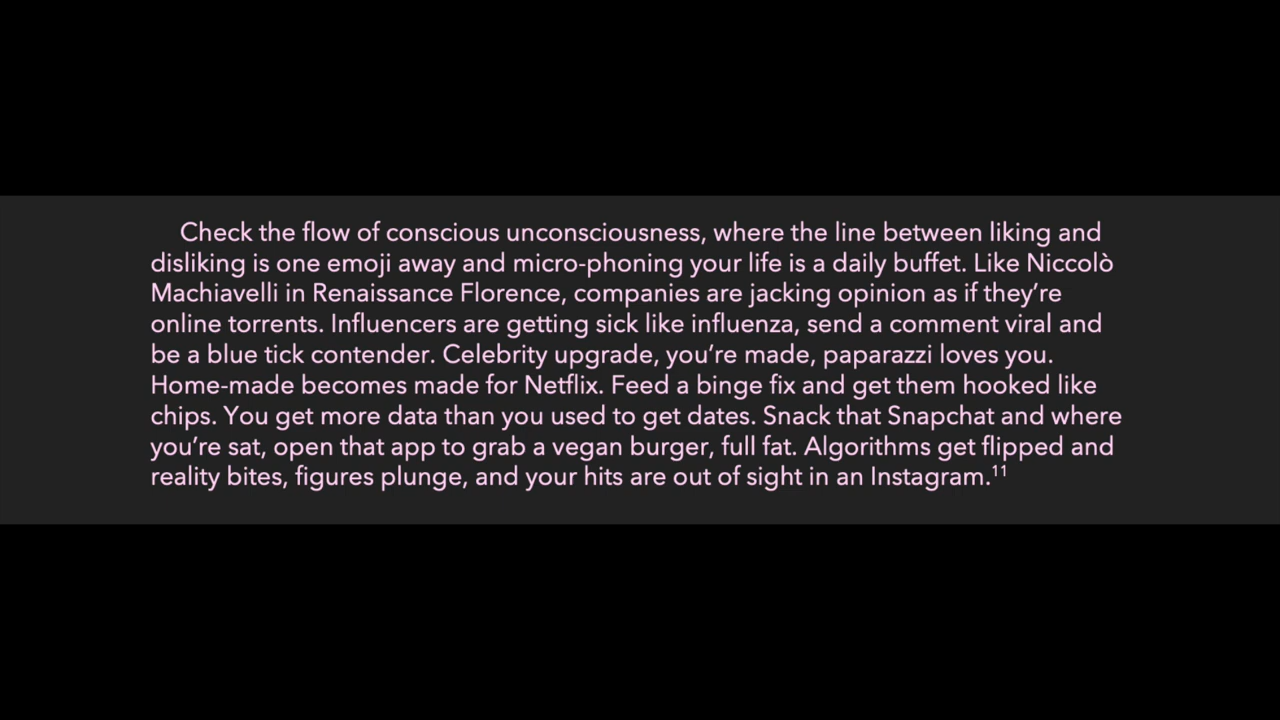 Check the flow of conscious unconsciousness, where the line between liking and
disliking is one emoji away and micro-phoning your life is a daily buffet. Like Niccolò
Machiavelli in Renaissance Florence, companies are jacking opinion as if they’re
online torrents. Influencers are getting sick like influenza, send a comment viral and
be a blue tick contender. Celebrity upgrade, you’re made, paparazzi loves you.
Home-made becomes made for Netflix. Feed a binge fix and get them hooked like
chips. You get more data than you used to get dates. Snack that Snapchat and where
you’re sat, open that app to grab a vegan burger, full fat. Algorithms get flipped and
reality bites, figures plunge, and your hits are out of sight in an Instagram.¹¹